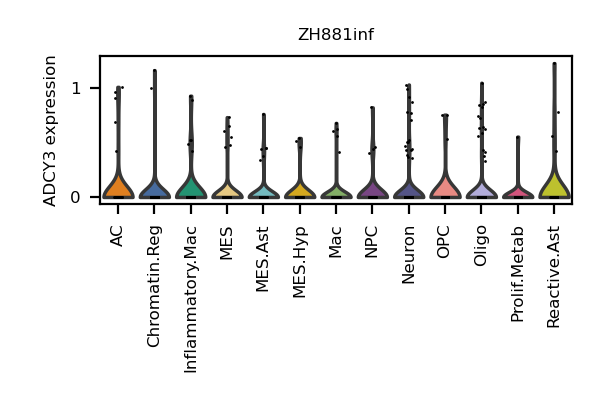 ZH881inf
ADCY3 expression
1
0
AC
Chromatin.Reg
Inflammatory.Mac
MES
MES.Ast
MES.Hyp
Mac
NPC
Neuron
OPC
Oligo
Prolif.Metab
Reactive.Ast